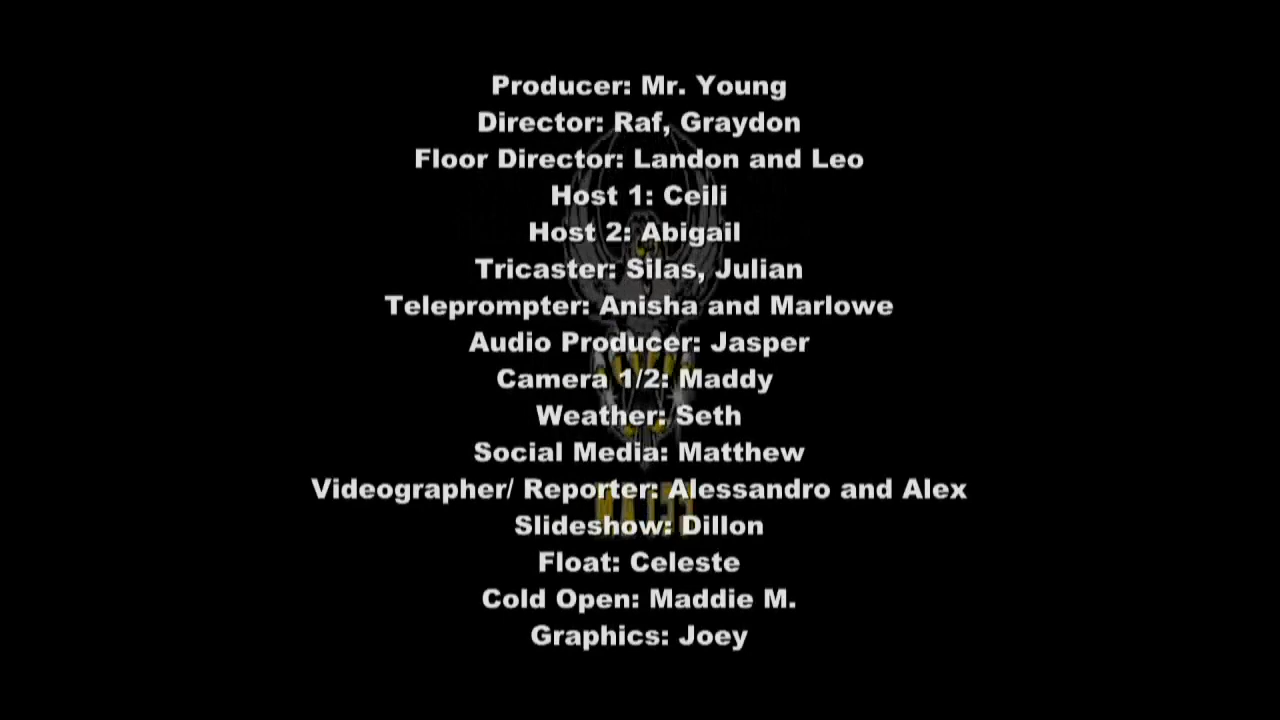 Producer: Mr. Young
Director: Raf, Graydon
Floor Director: Landon and Leo
Host 1: Ceili
Host 2: Abigail
Tricaster: Silas, Julian
Teleprompter: Anisha and Marlowe
Audio Producer: Jasper
Camera 1/2: Maddy
Weather: Seth
Social Media: Matthew
Videographer/ Reporter: Alessandro and Alex
Slideshow: Dillon
Float: Celeste
Cold Open: Maddie M.
Graphics: Joey